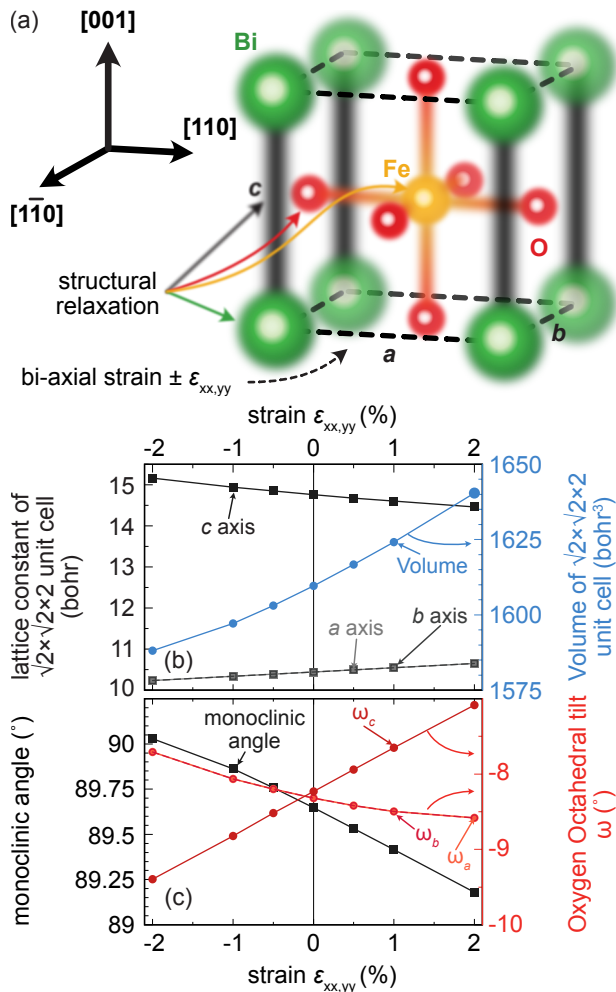 (a)
[001]
[110]
[11̄0]
Bi
Fe
O
c
a
b
structural
relaxation
bi-axial strain ± ε_xx,yy
strain ε_xx,yy (%)
-2 -1 0 1 2
lattice constant of
√2×√2×2 unit cell
(bohr)
15
14
13
12
11
10
c axis
Volume
a axis
b axis
(b)
1650
1625
1600
1575
Volume of √2×√2×2
unit cell (bohr³)
monoclinic angle (°)
90
89.75
89.5
89.25
89
monoclinic
angle
ω_c
ω_b
ω_a
(c)
-8
-9
-10
Oxygen Octahedral tilt
ω (°)
-2 -1 0 1 2
strain ε_xx,yy (%)